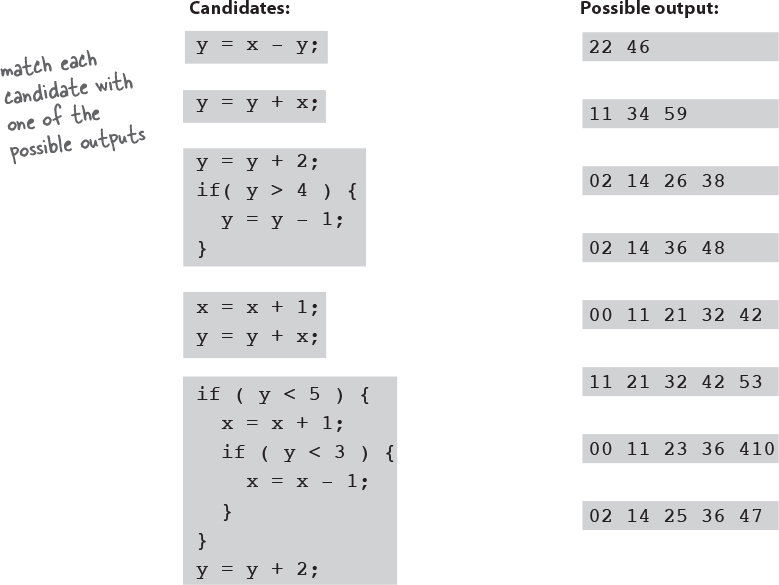 Candidates:
match each
candidate with
one of the
possible outputs
y = x - y;
y = y + x;
y = y + 2;
if( y > 4 ) {
y = y - 1;
}
x = x + 1;
y = y + x;
if ( y < 5 ) {
x = x + 1;
if ( y < 3 ) {
x = x - 1;
}
}
y = y + 2;
Possible output:
22 46
11 34 59
02 14 26 38
02 14 36 48
00 11 21 32 42
11 21 32 42 53
00 11 23 36 410
02 14 25 36 47